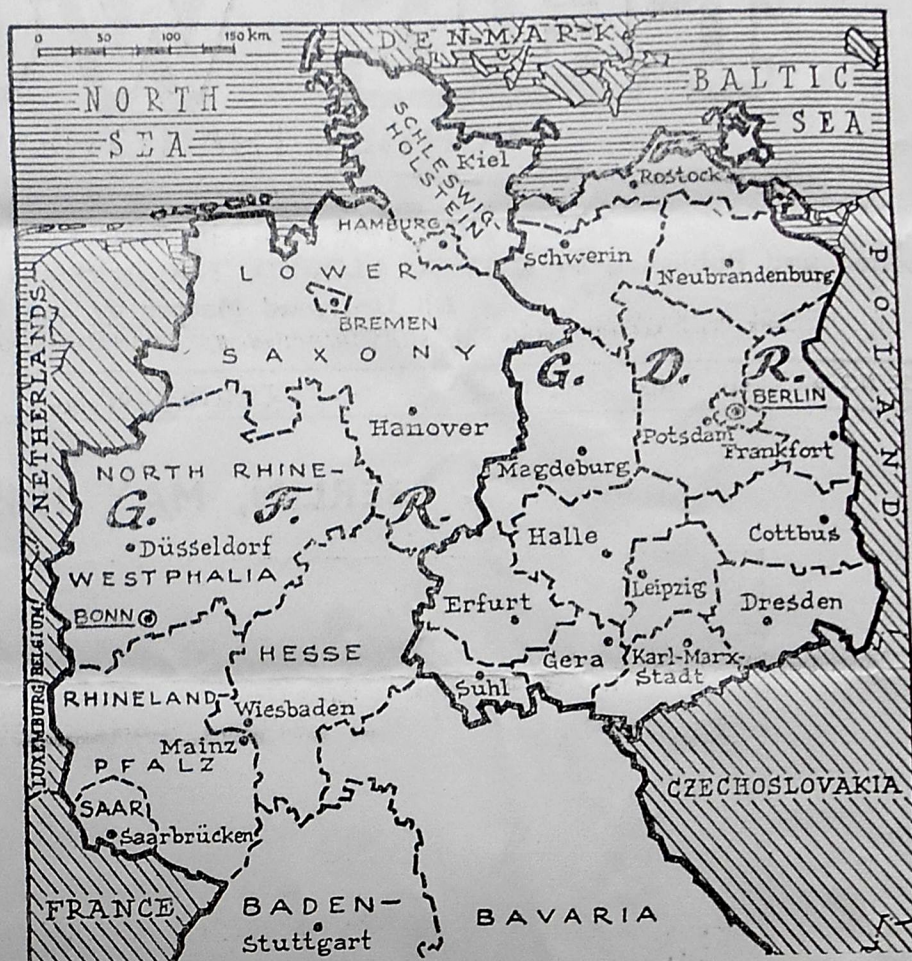 0 50 100 150 km
DENMARK
NORTH
SEA
BALTIC
SEA
SCHLESWIG-
HOLSTEIN
Kiel
Rostock
HAMBURG
Schwerin
Neubrandenburg
POLAND
LOWER
BREMEN
SAXONY
NETHERLANDS
G. D. R.
BERLIN
Hanover
Potsdam
Frankfort
Magdeburg
NORTH RHINE-
G. F. R.
Düsseldorf
WESTPHALIA
Halle
Cottbus
Leipzig
BONN
Erfurt
Dresden
BELGIUM
HESSE
Gera
Karl-Marx-
Stadt
Suhl
RHINELAND-
Wiesbaden
Mainz
PFALZ
LUXEMBURG
CZECHOSLOVAKIA
SAAR
Saarbrücken
FRANCE
BADEN-
Stuttgart
BAVARIA